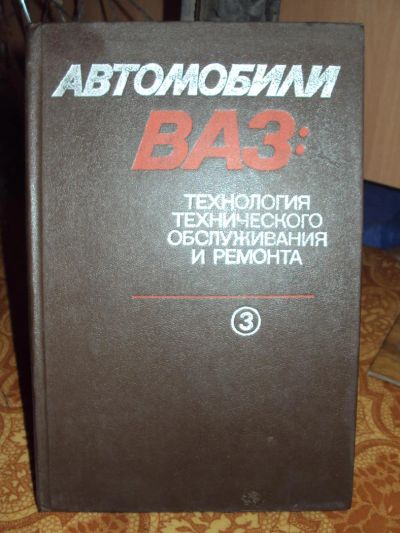 АВТОМОБИЛИ
ВАЗ:
ТЕХНОЛОГИЯ
ТЕХНИЧЕСКОГО
ОБСЛУЖИВАНИЯ
И РЕМОНТА
3